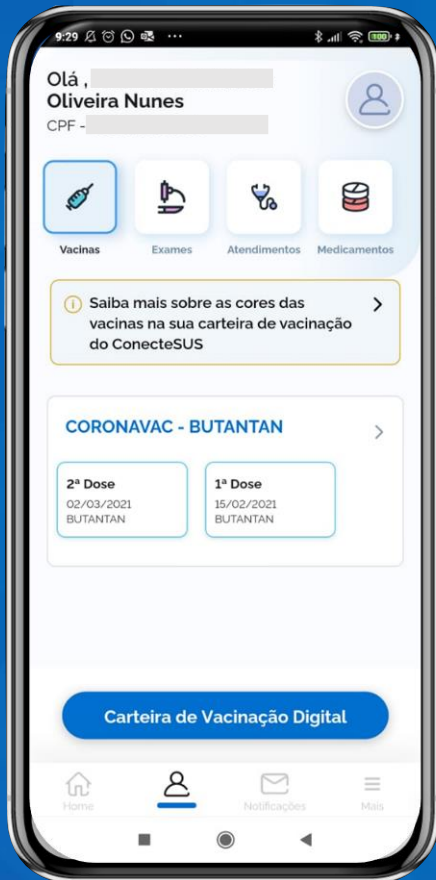 9:29
100
Olá ,
Oliveira Nunes
CPF -
Vacinas Exames Atendimentos Medicamentos
Saiba mais sobre as cores das
vacinas na sua carteira de vacinação
do ConecteSUS
CORONAVAC - BUTANTAN
2ª Dose
02/03/2021
BUTANTAN
1ª Dose
15/02/2021
BUTANTAN
Carteira de Vacinação Digital
Home Notificações Mais